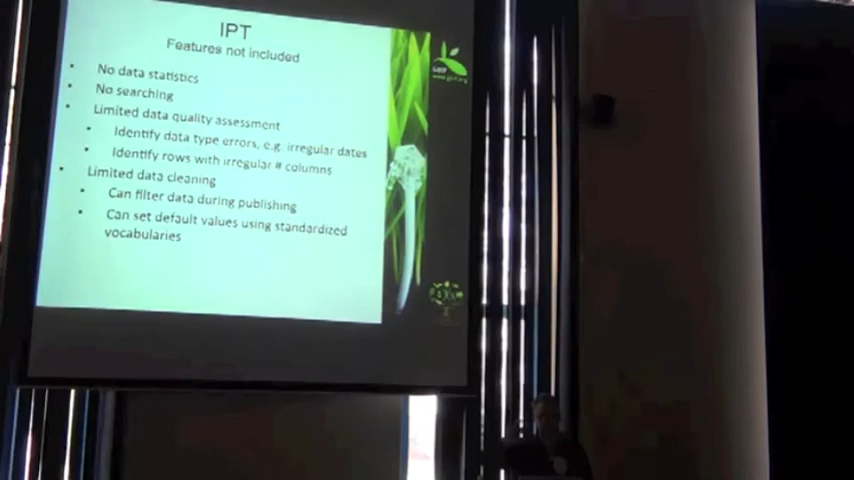 IPT
Features not included
No data statistics
No searching
Limited data quality assessment
Identify data type errors, e.g. irregular dates
Identify rows with irregular # columns
Limited data cleaning
Can filter data during publishing
Can set default values using standardized
vocabularies
GBIF
www.gbif.org